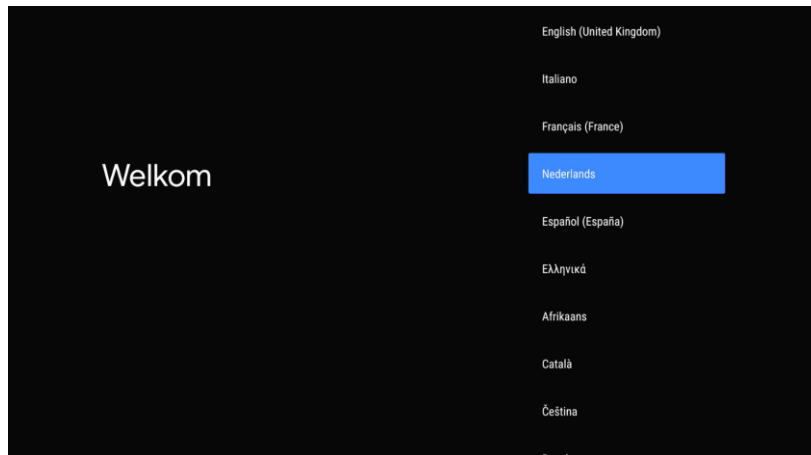 Welkom
English (United Kingdom)
Italiano
Français (France)
Nederlands
Español (España)
Ελληνικά
Afrikaans
Català
Čeština